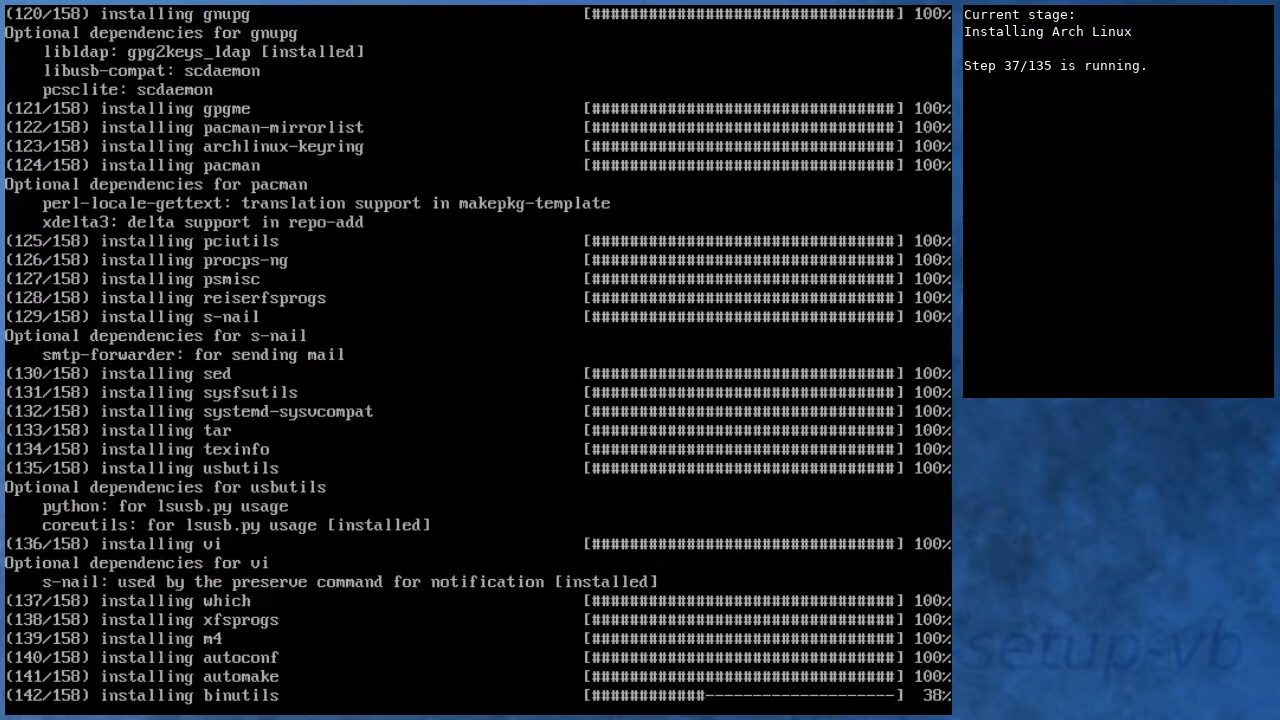 (120/158) installing gnupg [################################] 100%
Optional dependencies for gnupg
    libldap: gpg2keys_ldap [installed]
    libusb-compat: scdaemon
    pcsclite: scdaemon
(121/158) installing gpgme [################################] 100%
(122/158) installing pacman-mirrorlist [################################] 100%
(123/158) installing archlinux-keyring [################################] 100%
(124/158) installing pacman [################################] 100%
Optional dependencies for pacman
    perl-locale-gettext: translation support in makepkg-template
    xdelta3: delta support in repo-add
(125/158) installing pciutils [################################] 100%
(126/158) installing procps-ng [################################] 100%
(127/158) installing psmisc [################################] 100%
(128/158) installing reiserfsprogs [################################] 100%
(129/158) installing s-nail [################################] 100%
Optional dependencies for s-nail
    smtp-forwarder: for sending mail
(130/158) installing sed [################################] 100%
(131/158) installing sysfsutils [################################] 100%
(132/158) installing systemd-sysvcompat [################################] 100%
(133/158) installing tar [################################] 100%
(134/158) installing texinfo [################################] 100%
(135/158) installing usbutils [################################] 100%
Optional dependencies for usbutils
    python: for lsusb.py usage
    coreutils: for lsusb.py usage [installed]
(136/158) installing vi [################################] 100%
Optional dependencies for vi
    s-nail: used by the preserve command for notification [installed]
(137/158) installing which [################################] 100%
(138/158) installing xfsprogs [################################] 100%
(139/158) installing m4 [################################] 100%
(140/158) installing autoconf [################################] 100%
(141/158) installing automake [################################] 100%
(142/158) installing binutils [############--------------------] 38%
Current stage:
Installing Arch Linux
Step 37/135 is running.
setup-vb